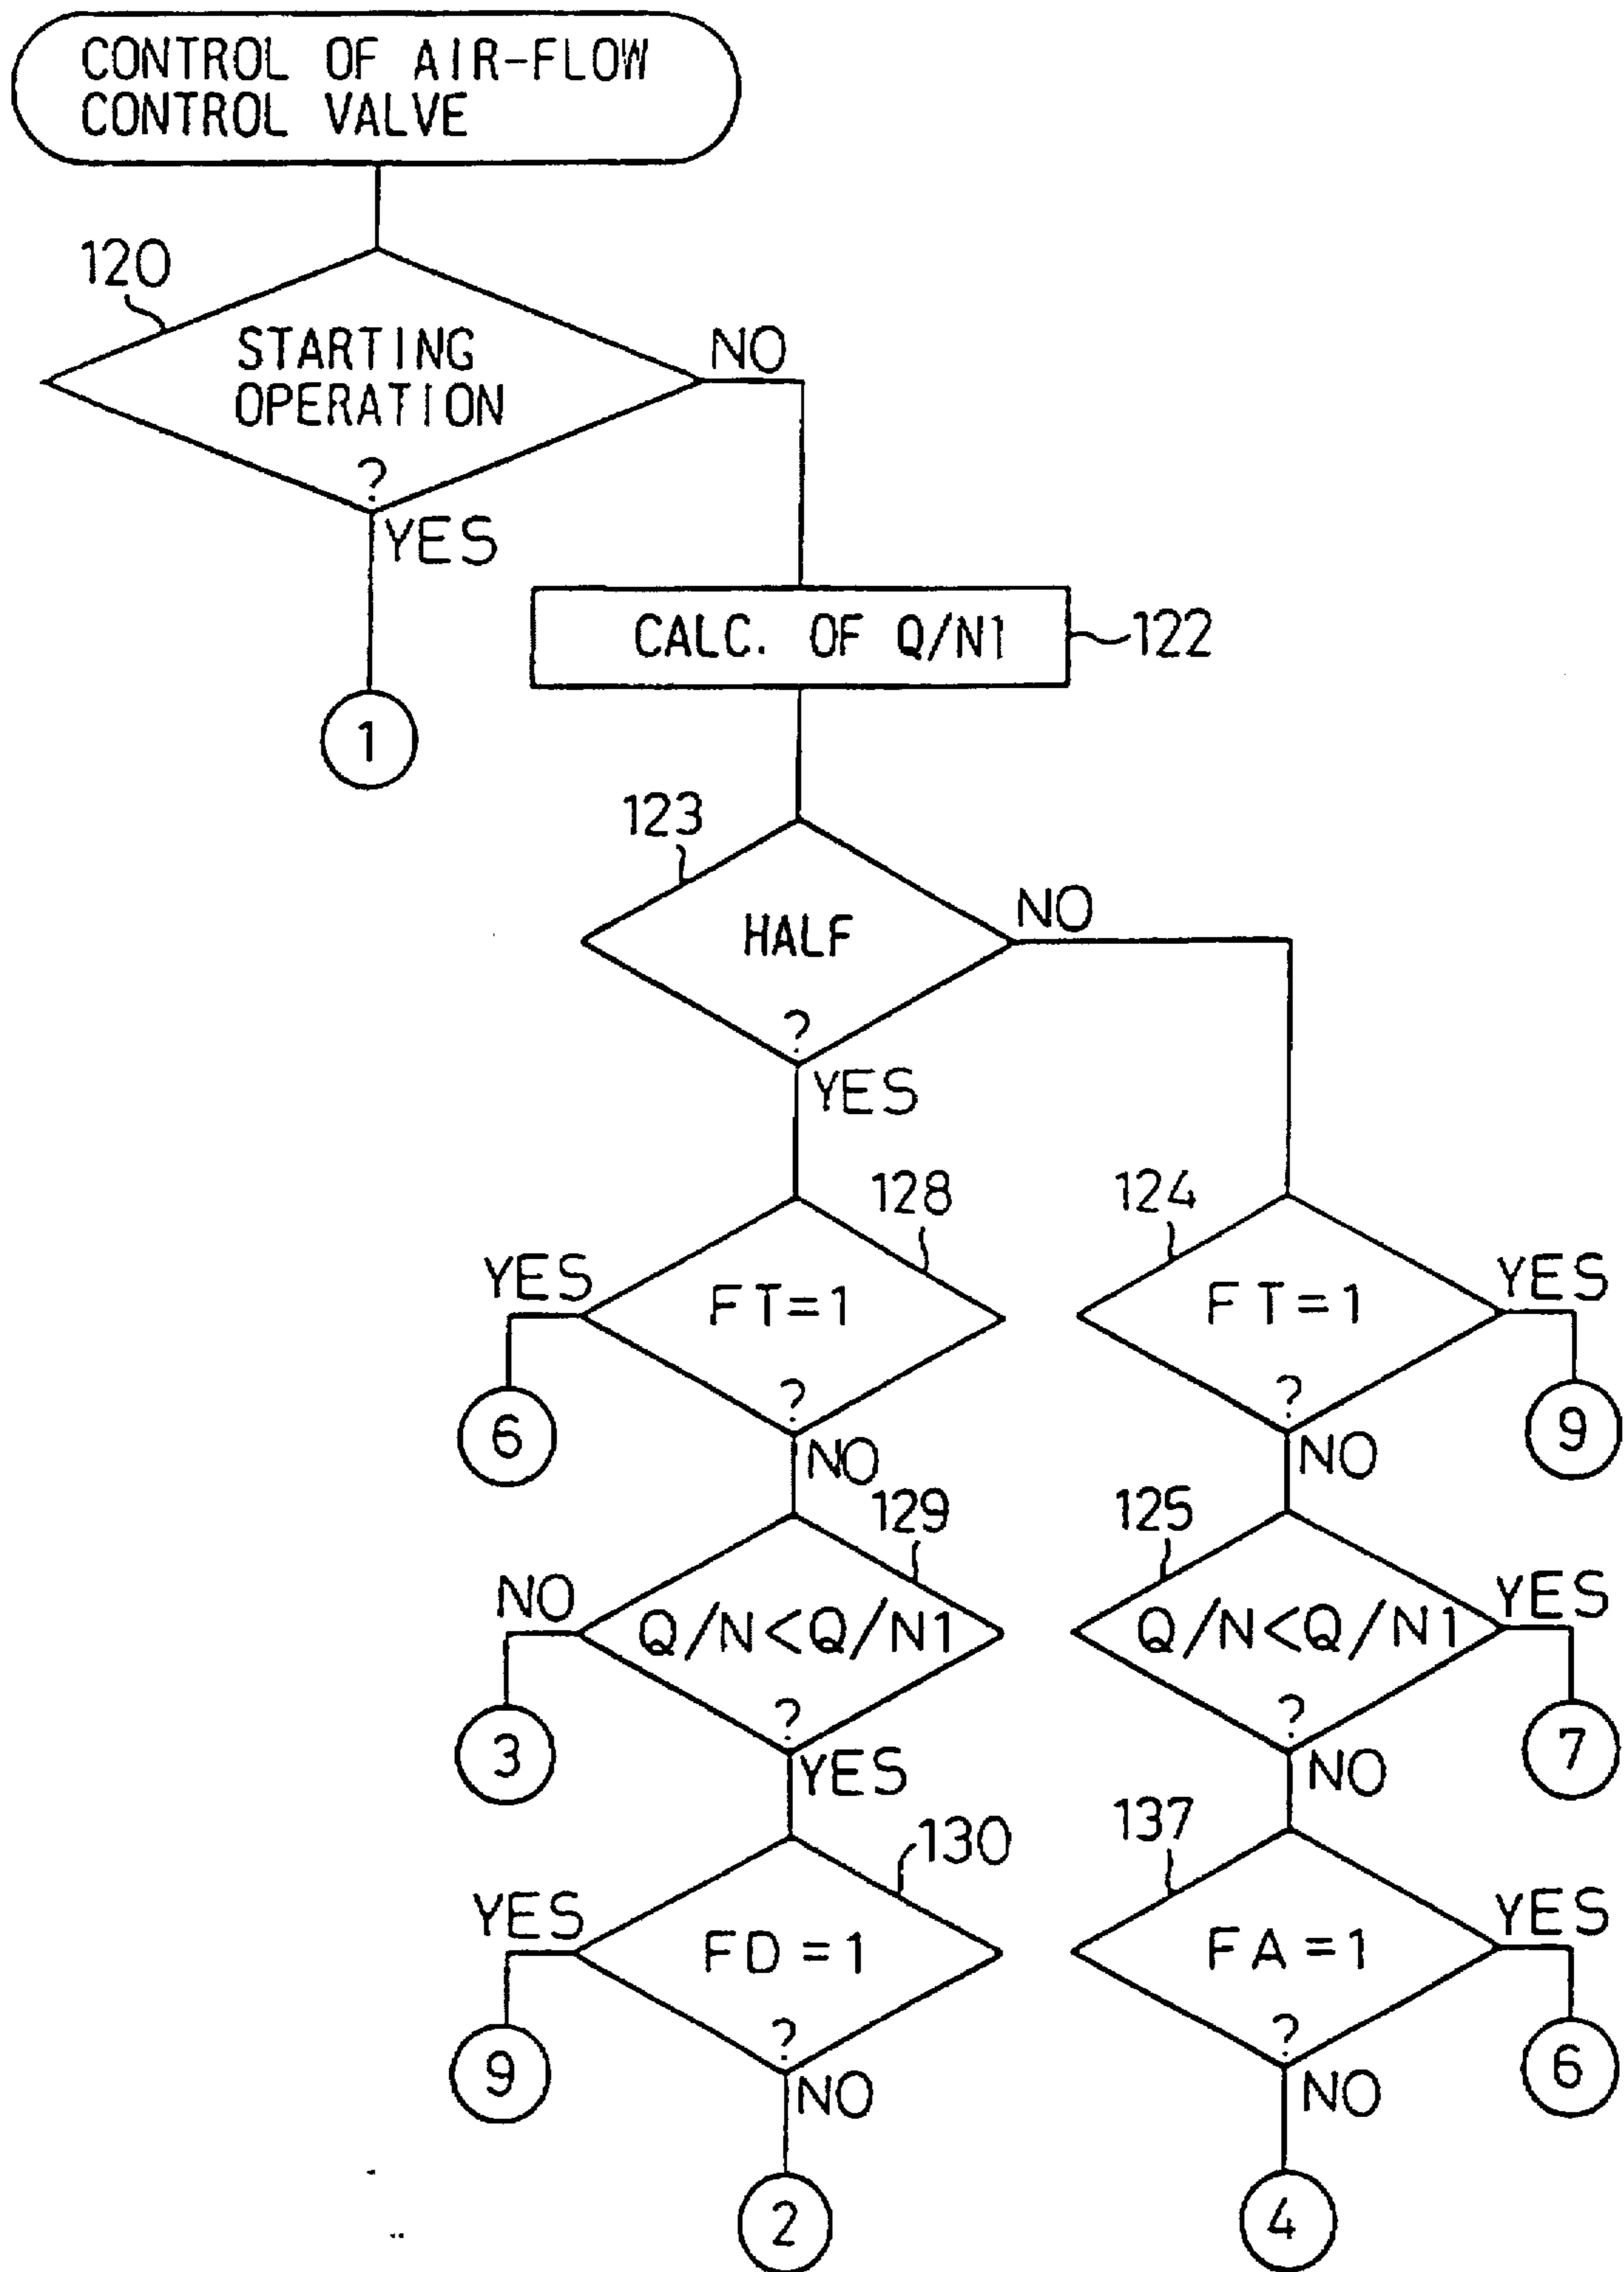 CONTROL OF AIR-FLOW
CONTROL VALVE
120
STARTING
OPERATION
?
NO
YES
1
CALC. OF Q/N1
122
123
HALF
?
NO
YES
128
124
YES
FT=1
?
FT=1
?
YES
6
NO
NO
9
129
125
NO
Q/N<Q/N1
?
Q/N<Q/N1
?
YES
3
YES
NO
7
130
137
YES
FD=1
?
FA=1
?
YES
9
NO
NO
6
2
4